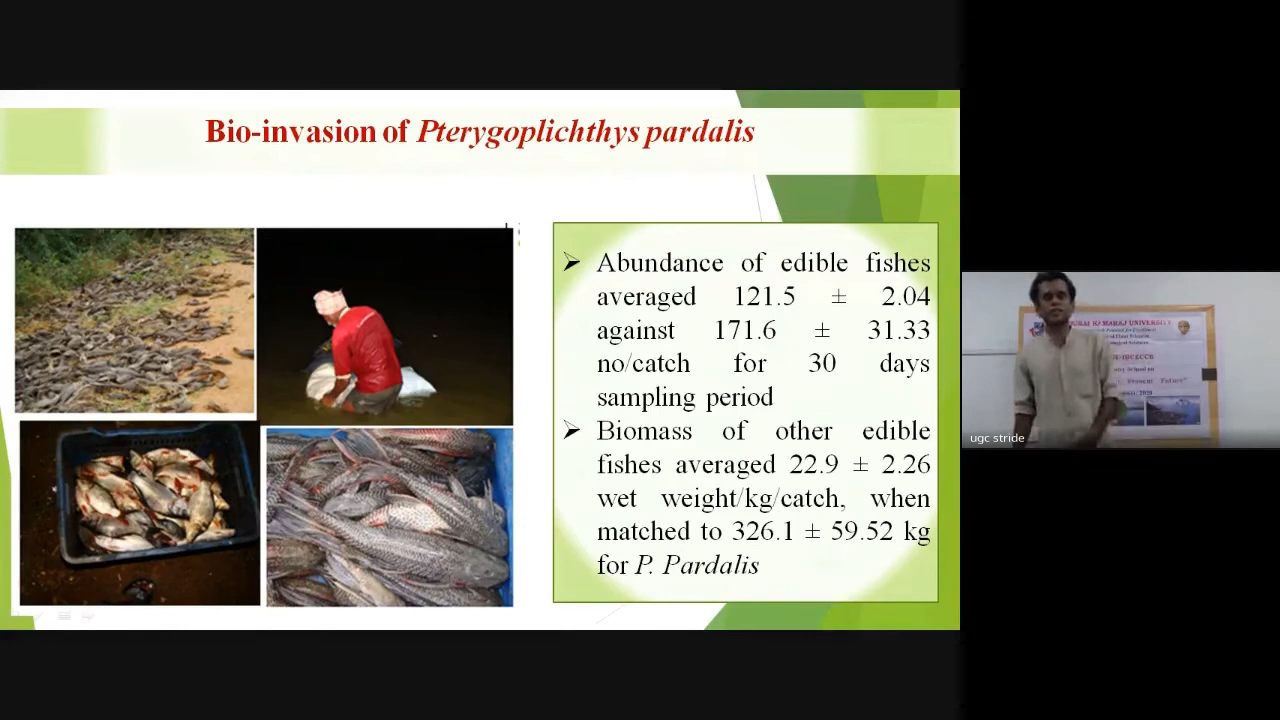 Bio-invasion of Pterygoplichthys pardalis
➢ Abundance of edible fishes
averaged 121.5 ± 2.04
against 171.6 ± 31.33
no/catch for 30 days
sampling period
➢ Biomass of other edible
fishes averaged 22.9 ± 2.26
wet weight/kg/catch, when
matched to 326.1 ± 59.52 kg
for P. Pardalis
MARAJ UNIVERSITY
ugc stride